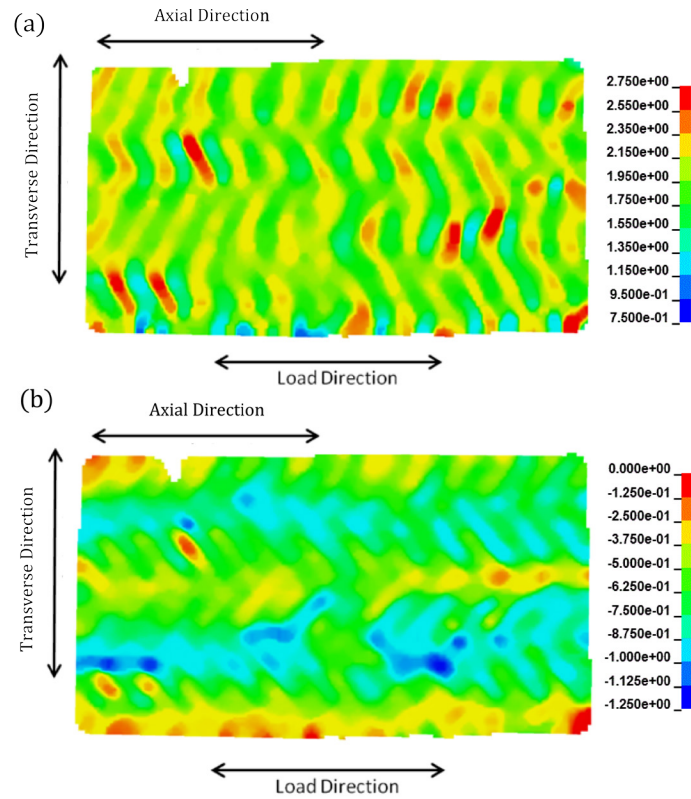 (a)
Axial Direction
Transverse Direction
2.750e+00
2.550e+00
2.350e+00
2.150e+00
1.950e+00
1.750e+00
1.550e+00
1.350e+00
1.150e+00
9.500e-01
7.500e-01
Load Direction
(b)
Axial Direction
Transverse Direction
0.000e+00
-1.250e-01
-2.500e-01
-3.750e-01
-5.000e-01
-6.250e-01
-7.500e-01
-8.750e-01
-1.000e+00
-1.125e+00
-1.250e+00
Load Direction